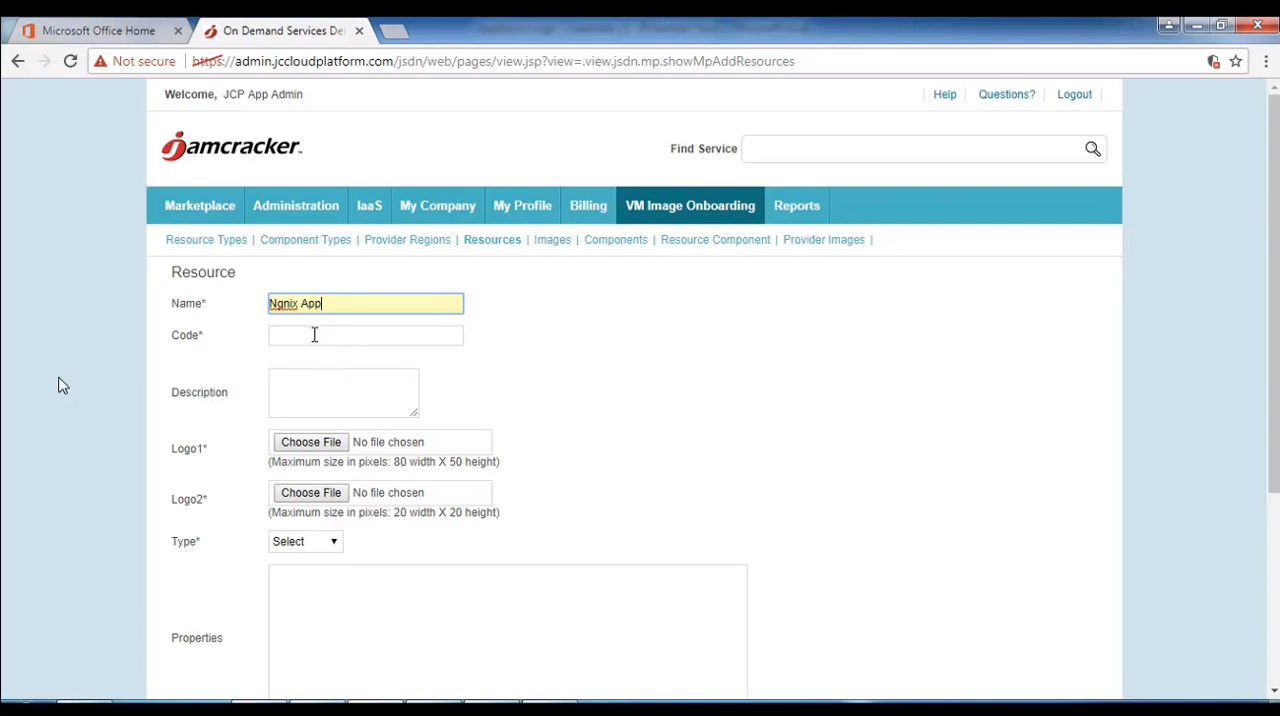 Microsoft Office Home
On Demand Services De
Not secure
https://admin.jccloudplatform.com/jsdn/web/pages/view.jsp?view=.view.jsdn.mp.showMpAddResources
Welcome, JCP App Admin
Help
Questions?
Logout
jamcracker™
Find Service
Marketplace
Administration
IaaS
My Company
My Profile
Billing
VM Image Onboarding
Reports
Resource Types | Component Types | Provider Regions | Resources | Images | Components | Resource Component | Provider Images |
Resource
Name* Ngnix App
Code*
Description
Logo1* Choose File No file chosen
(Maximum size in pixels: 80 width X 50 height)
Logo2* Choose File No file chosen
(Maximum size in pixels: 20 width X 20 height)
Type* Select
Properties